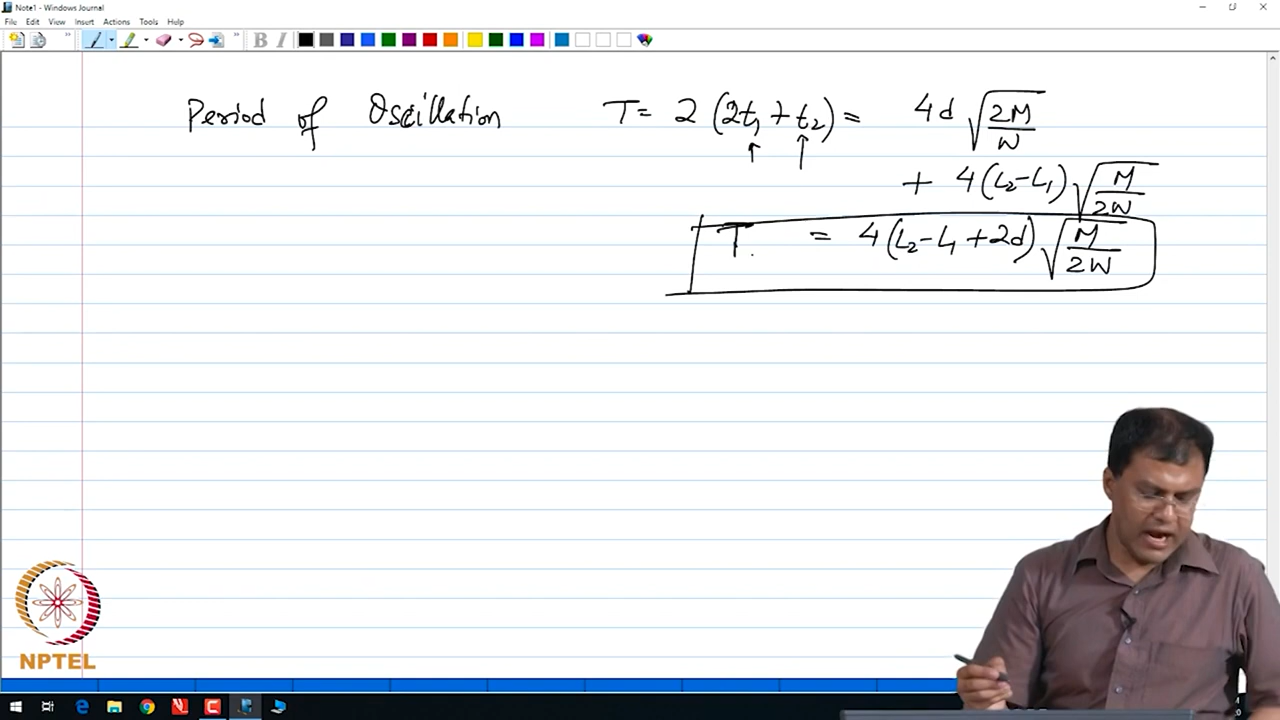 Note1 - Windows Journal
File Edit View Insert Actions Tools Help
B I
Period of Oscillation T = 2 (2t₁ + t₂) = 4d √(2M/W)
+ 4(L₂-L₁) √(M/2W)
T = 4(L₂-L₁+2d) √(M/2W)
NPTEL